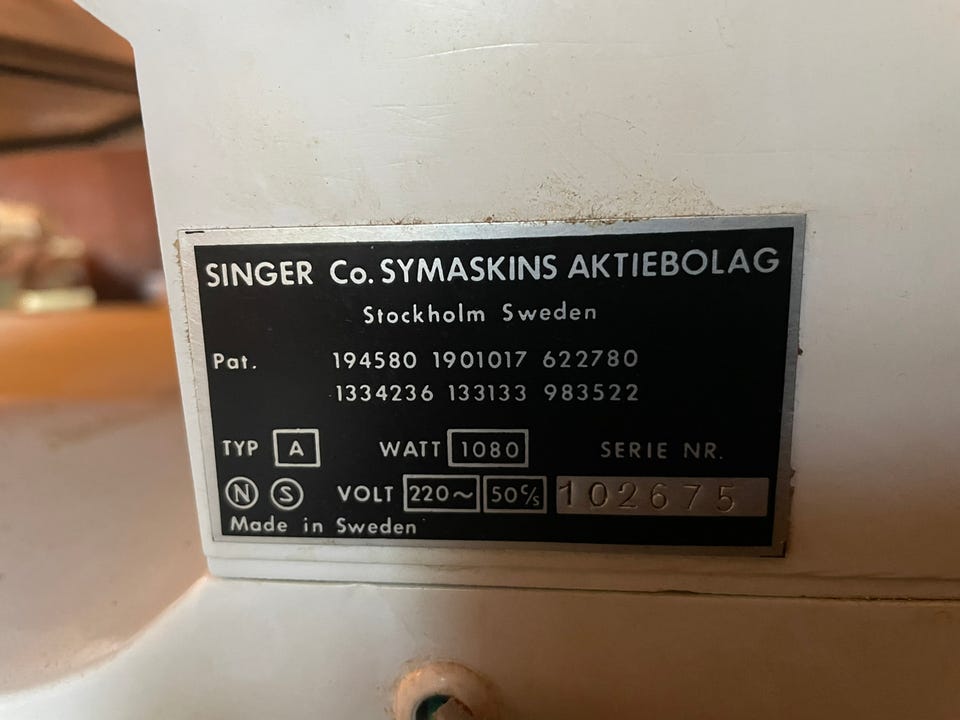 SINGER Co. SYMASKINS AKTIEBOLAG
Stockholm Sweden
Pat. 194580 1901017 622780
1334236 133133 983522
TYP A WATT 1080 SERIE NR.
N S VOLT 220~ 50 c/s 102675
Made in Sweden